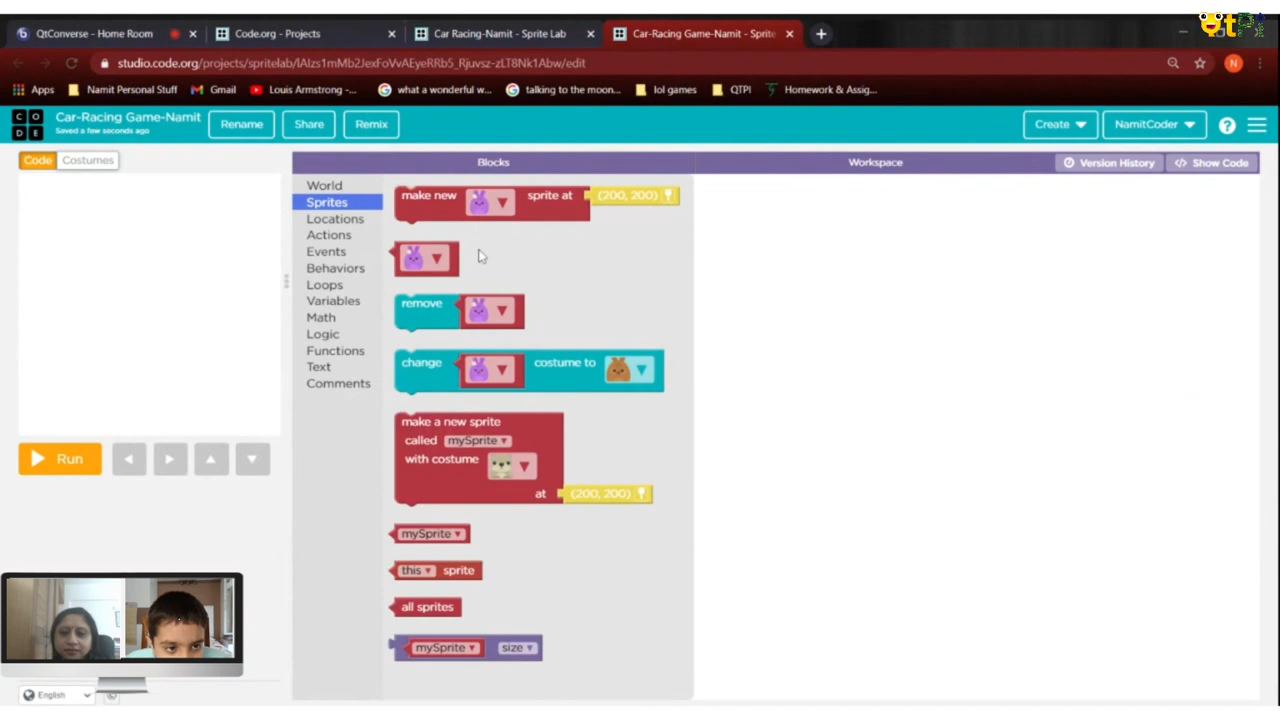 QtPi
QtConverse - Home Room
Code.org - Projects
Car Racing-Namit - Sprite Lab
Car-Racing Game-Namit - Sprite
studio.code.org/projects/spritelab/lAIzs1mMb2JexFoVvAEyeRRb5_Rjuvsz-zLT8Nk1Abw/edit
N
Apps
Namit Personal Stuff
Gmail
Louis Armstrong -...
what a wonderful w...
talking to the moon...
lol games
QTPI
Homework & Assig...
CODE
Car-Racing Game-Namit
Saved a few seconds ago
Rename
Share
Remix
Create
NamitCoder
?
Code
Costumes
Blocks
Workspace
Version History
</> Show Code
World
Sprites
Locations
Actions
Events
Behaviors
Loops
Variables
Math
Logic
Functions
Text
Comments
make new sprite at (200, 200)
remove
change costume to
make a new sprite
called mySprite
with costume
at (200, 200)
mySprite
this sprite
all sprites
mySprite size
Run
English